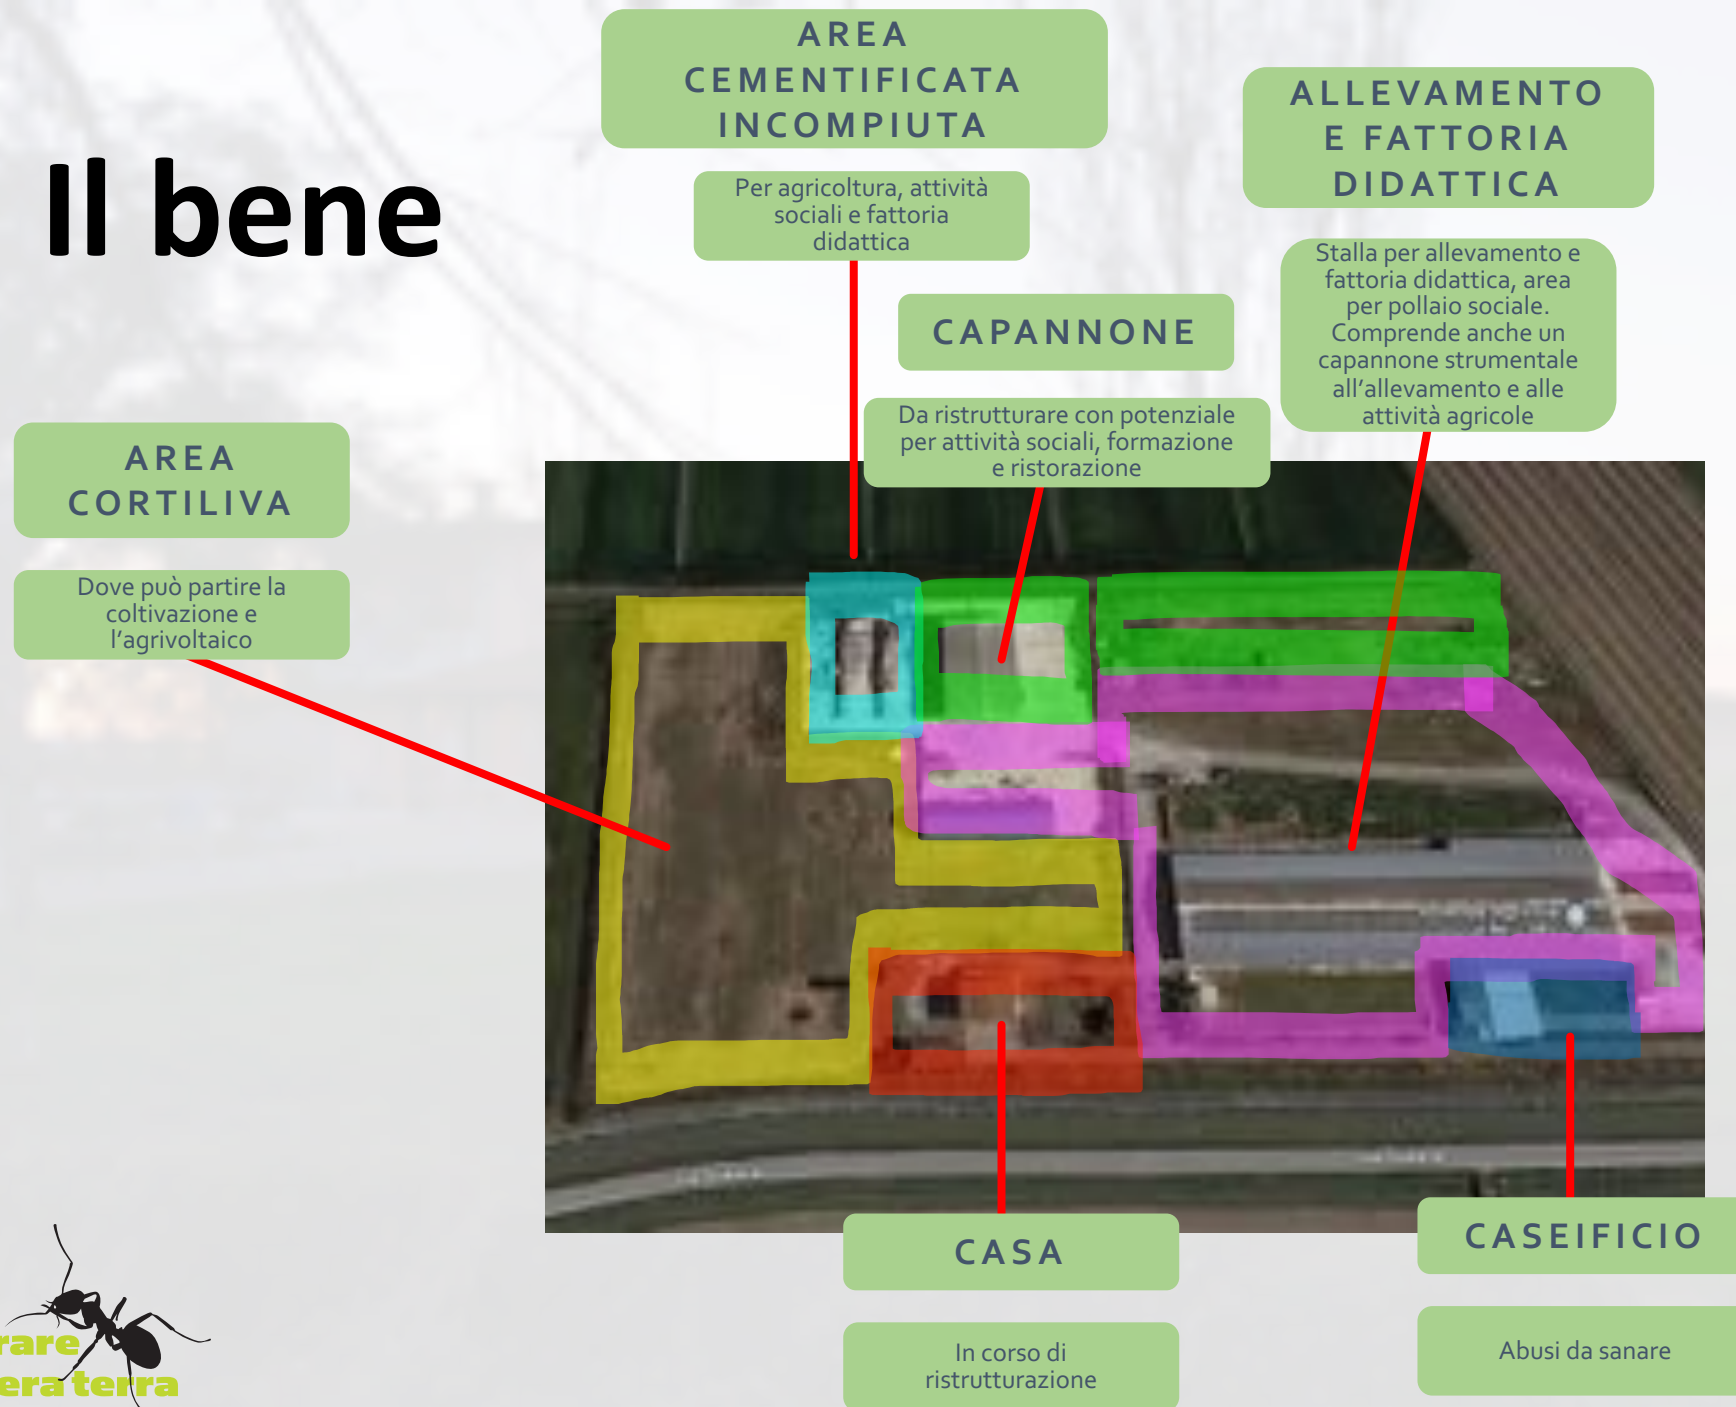 Il bene
AREA
CEMENTIFICATA
INCOMPIUTA
Per agricoltura, attività
sociali e fattoria
didattica
ALLEVAMENTO
E FATTORIA
DIDATTICA
Stalla per allevamento e
fattoria didattica, area
per pollaio sociale.
Comprende anche un
capannone strumentale
all’allevamento e alle
attività agricole
CAPANNONE
Da ristrutturare con potenziale
per attività sociali, formazione
e ristorazione
AREA
CORTILIVA
Dove può partire la
coltivazione e
l’agrivoltaico
CASA
In corso di
ristrutturazione
CASEIFICIO
Abusi da sanare
rare
era terra